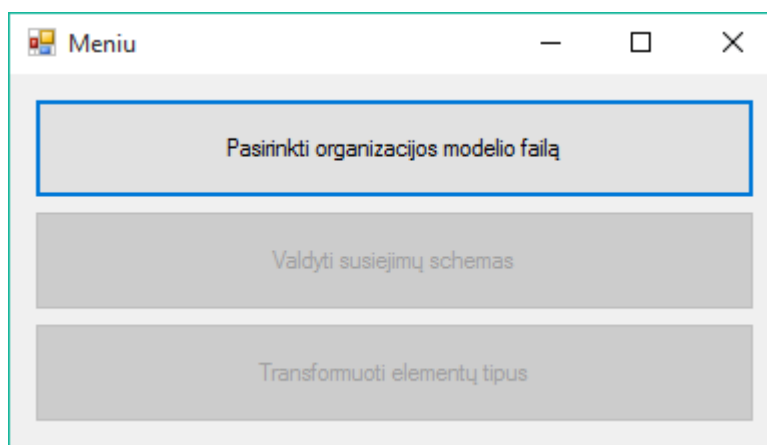 Meniu
Pasirinkti organizacijos modelio failą
Valdyti susiejimų schemas
Transformuoti elementų tipus